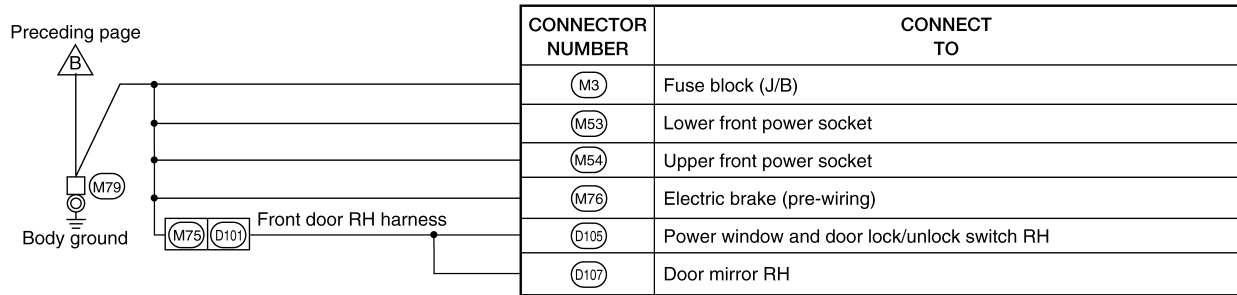 Preceding page
B
M79
Body ground
M75 D101
Front door RH harness
CONNECTOR NUMBER CONNECT TO
M3 Fuse block (J/B)
M53 Lower front power socket
M54 Upper front power socket
M76 Electric brake (pre-wiring)
D105 Power window and door lock/unlock switch RH
D107 Door mirror RH